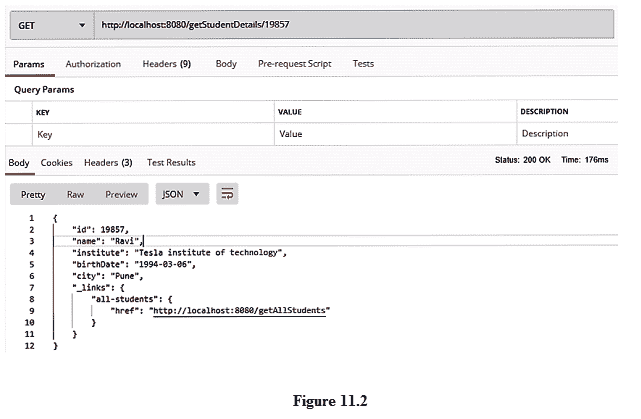 GET http://localhost:8080/getStudentDetails/19857
Params Authorization Headers (9) Body Pre-request Script Tests
Query Params
KEY VALUE DESCRIPTION
Key Value Description
Body Cookies Headers (3) Test Results Status: 200 OK Time: 176ms
Pretty Raw Preview JSON
1 {
2 "id": 19857,
3 "name": "Ravi",
4 "institute": "Tesla institute of technology",
5 "birthDate": "1994-03-06",
6 "city": "Pune",
7 "_links": {
8 "all-students": {
9 "href": "http://localhost:8080/getAllStudents"
10 }
11 }
12 }
Figure 11.2